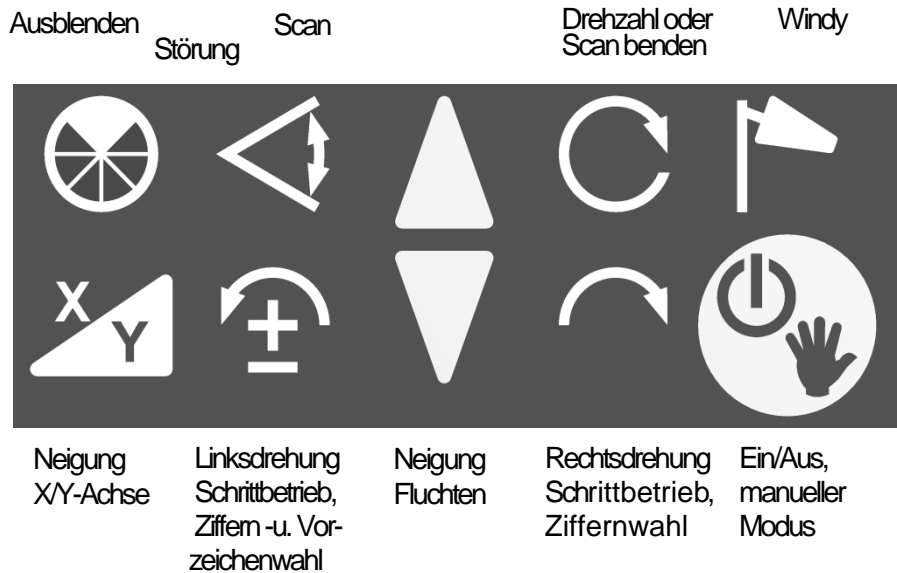 Ausblenden
Störung
Scan
Drehzahl oder
Scan benden
Windy
X
Y
±
Neigung
X/Y-Achse
Linksdrehung
Schrittbetrieb,
Ziffern -u. Vor-
zeichenwahl
Neigung
Fluchten
Rechtsdrehung
Schrittbetrieb,
Ziffernwahl
Ein/Aus,
manueller
Modus